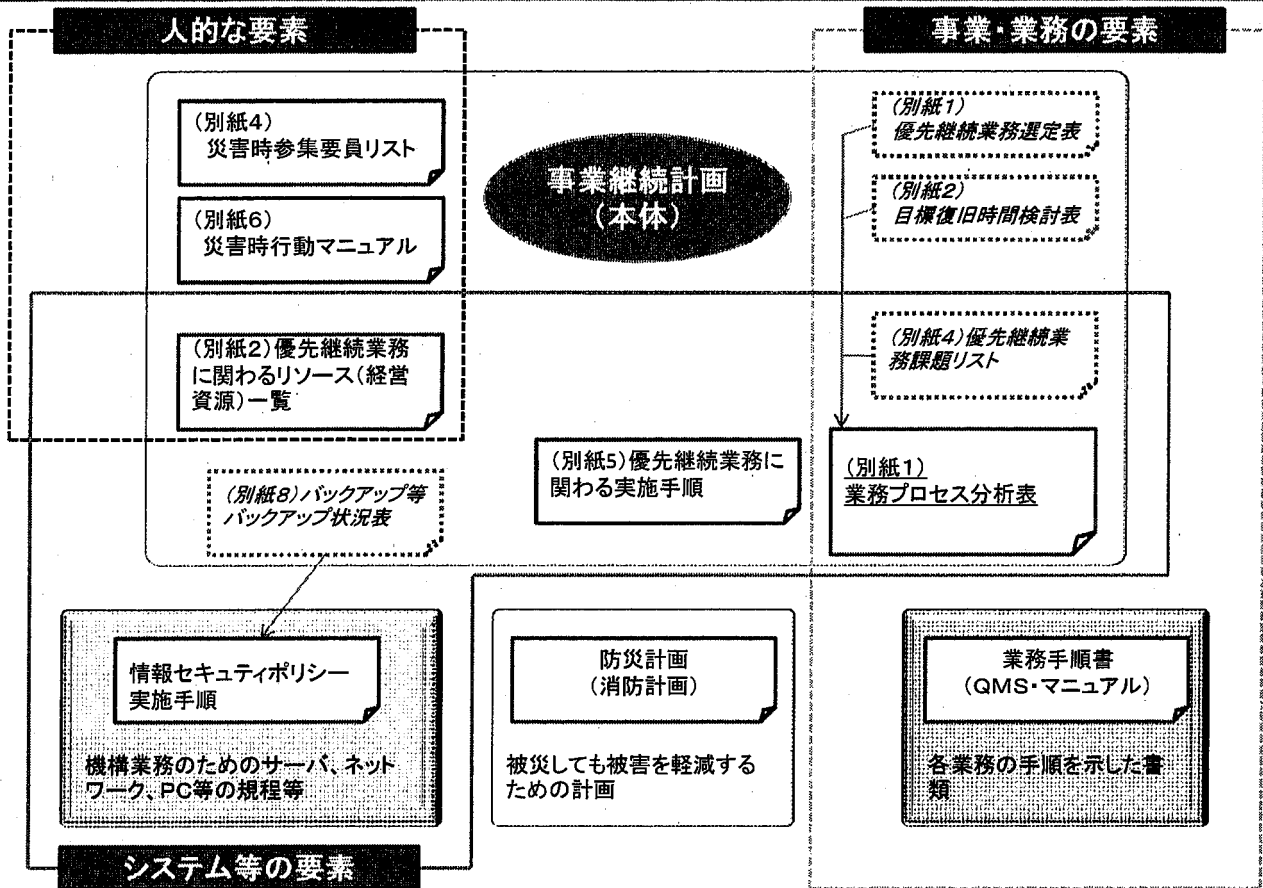 人的な要素
事業・業務の要素
(別紙4)
災害時参集要員リスト
(別紙6)
災害時行動マニュアル
事業継続計画
(本体)
(別紙1)
優先継続業務選定表
(別紙2)
目標復旧時間検討表
(別紙2)優先継続業務
に関わるリソース(経営
資源)一覧
(別紙4)優先継続業
務課題リスト
(別紙8)バックアップ等
バックアップ状況表
(別紙5)優先継続業務に
関わる実施手順
(別紙1)
業務プロセス分析表
情報セキュティポリシー
実施手順
機構業務のためのサーバ、ネット
ワーク、PC等の規程等
防災計画
(消防計画)
被災しても被害を軽減する
ための計画
業務手順書
(QMS・マニュアル)
各業務の手順を示した書
類
システム等の要素